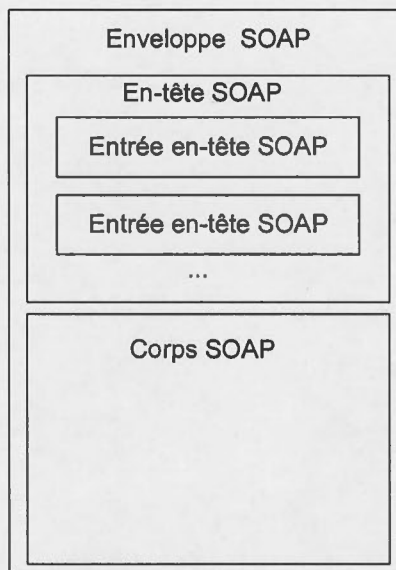 Enveloppe SOAP
En-tête SOAP
Entrée en-tête SOAP
Entrée en-tête SOAP
...
Corps SOAP